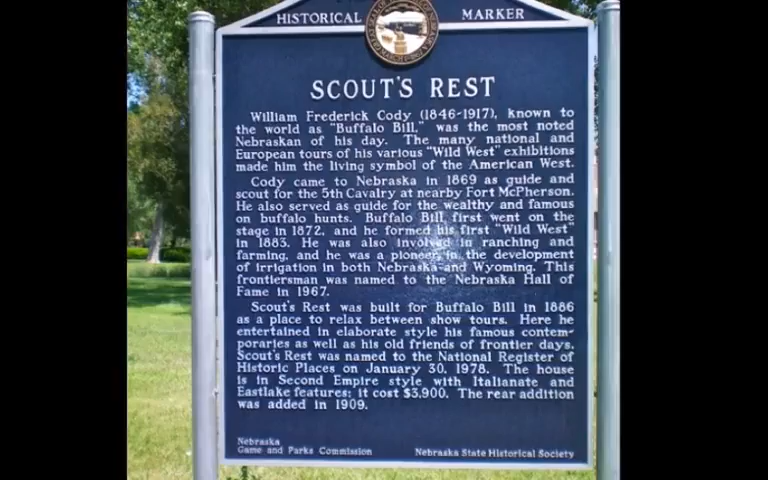 HISTORICAL MARKER
SCOUT'S REST
William Frederick Cody (1846-1917), known to
the world as "Buffalo Bill," was the most noted
Nebraskan of his day. The many national and
European tours of his various "Wild West" exhibitions
made him the living symbol of the American West.
Cody came to Nebraska in 1869 as guide and
scout for the 5th Cavalry at nearby Fort McPherson.
He also served as guide for the wealthy and famous
on buffalo hunts. Buffalo Bill first went on the
stage in 1872, and he formed his first "Wild West"
in 1883. He was also involved in ranching and
farming, and he was a pioneer in the development
of irrigation in both Nebraska and Wyoming. This
frontiersman was named to the Nebraska Hall of
Fame in 1967.
Scout's Rest was built for Buffalo Bill in 1886
as a place to relax between show tours. Here he
entertained in elaborate style his famous contem-
poraries as well as his old friends of frontier days.
Scout's Rest was named to the National Register of
Historic Places on January 30, 1978. The house
is in Second Empire style with Italianate and
Eastlake features; it cost $3,900. The rear addition
was added in 1909.
Nebraska
Game and Parks Commission
Nebraska State Historical Society